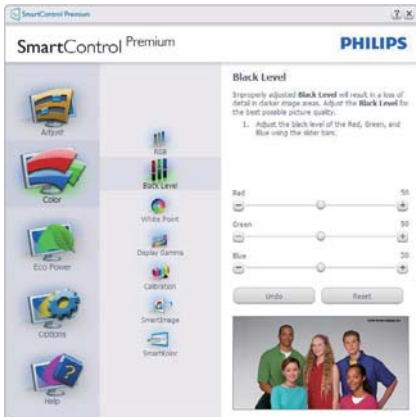 SmartControl Premium
SmartControl Premium
PHILIPS
Adjust
Color
Eco Power
Options
Help
RGB
Black Level
White Point
Display Gamma
Calibration
SmartImage
SmartKolor
Black Level
Improperly adjusted Black Level will result in a loss of
detail in darker image areas. Adjust the Black Level for
the best possible picture quality.
1. Adjust the black level of the Red, Green, and
Blue using the slider bars.
Red 50
Green 50
Blue 50
Undo Reset